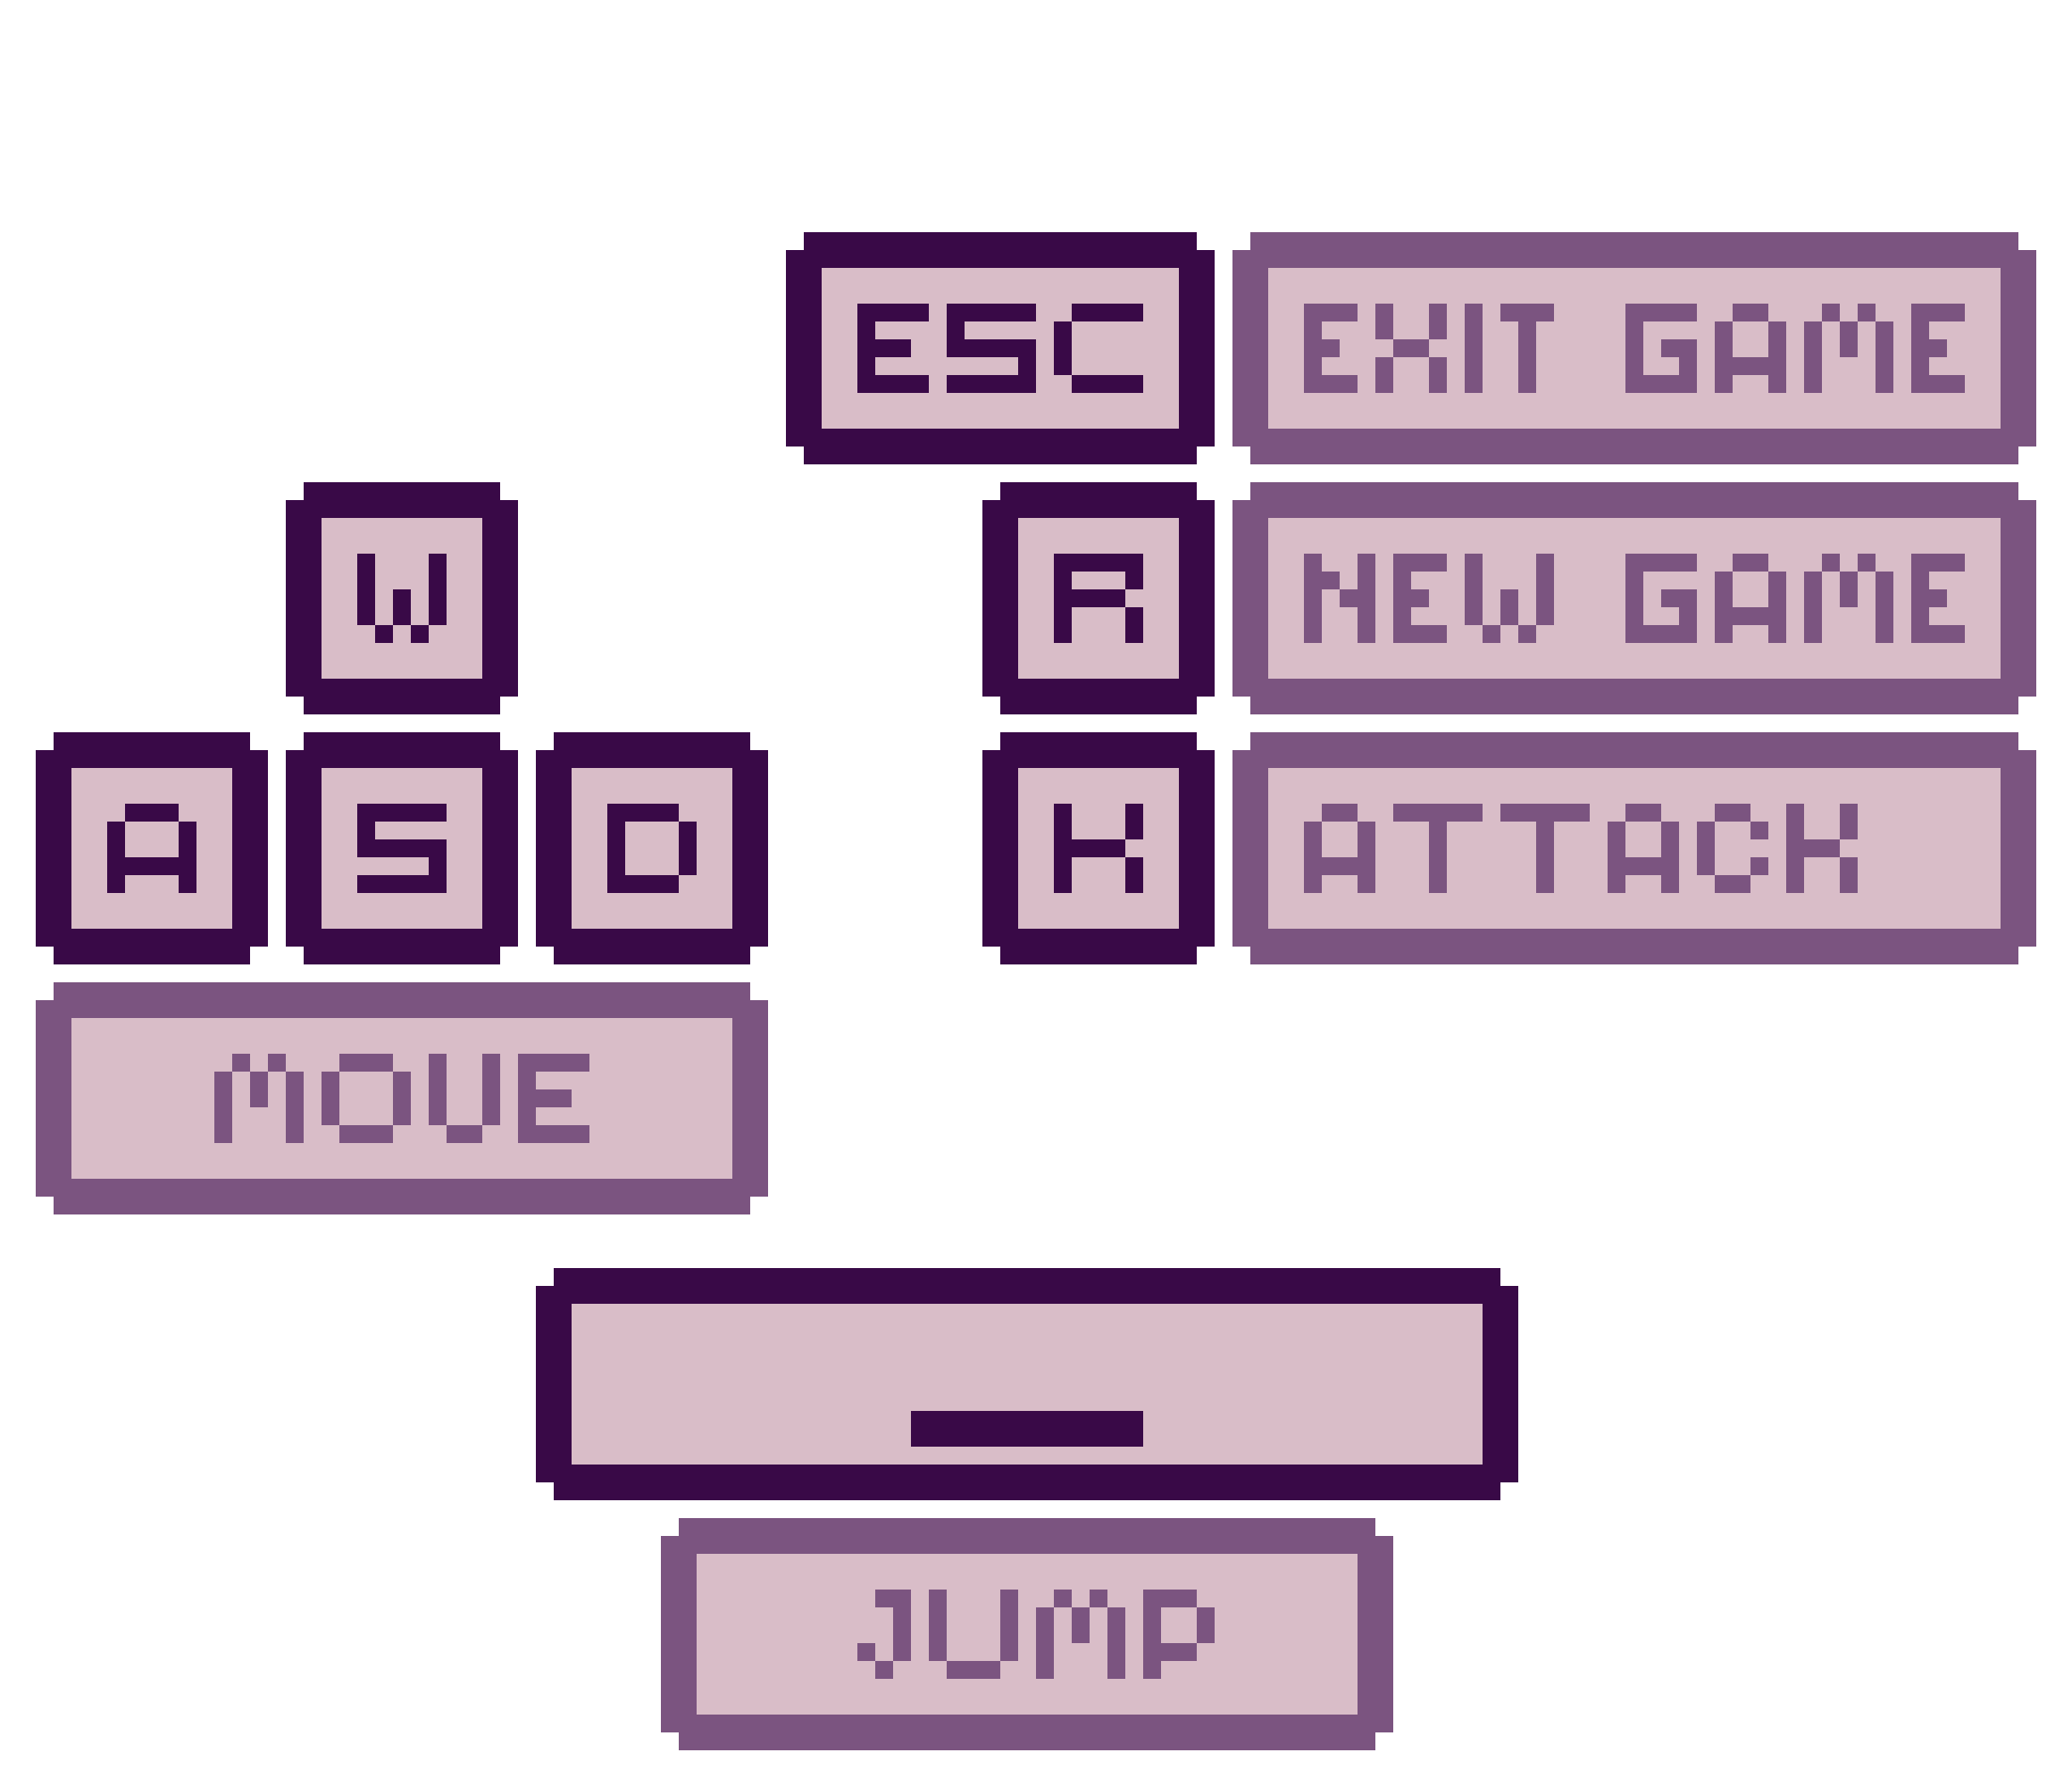 ESC EXIT GAME
W R NEW GAME
A S D K ATTACK
MOVE
JUMP